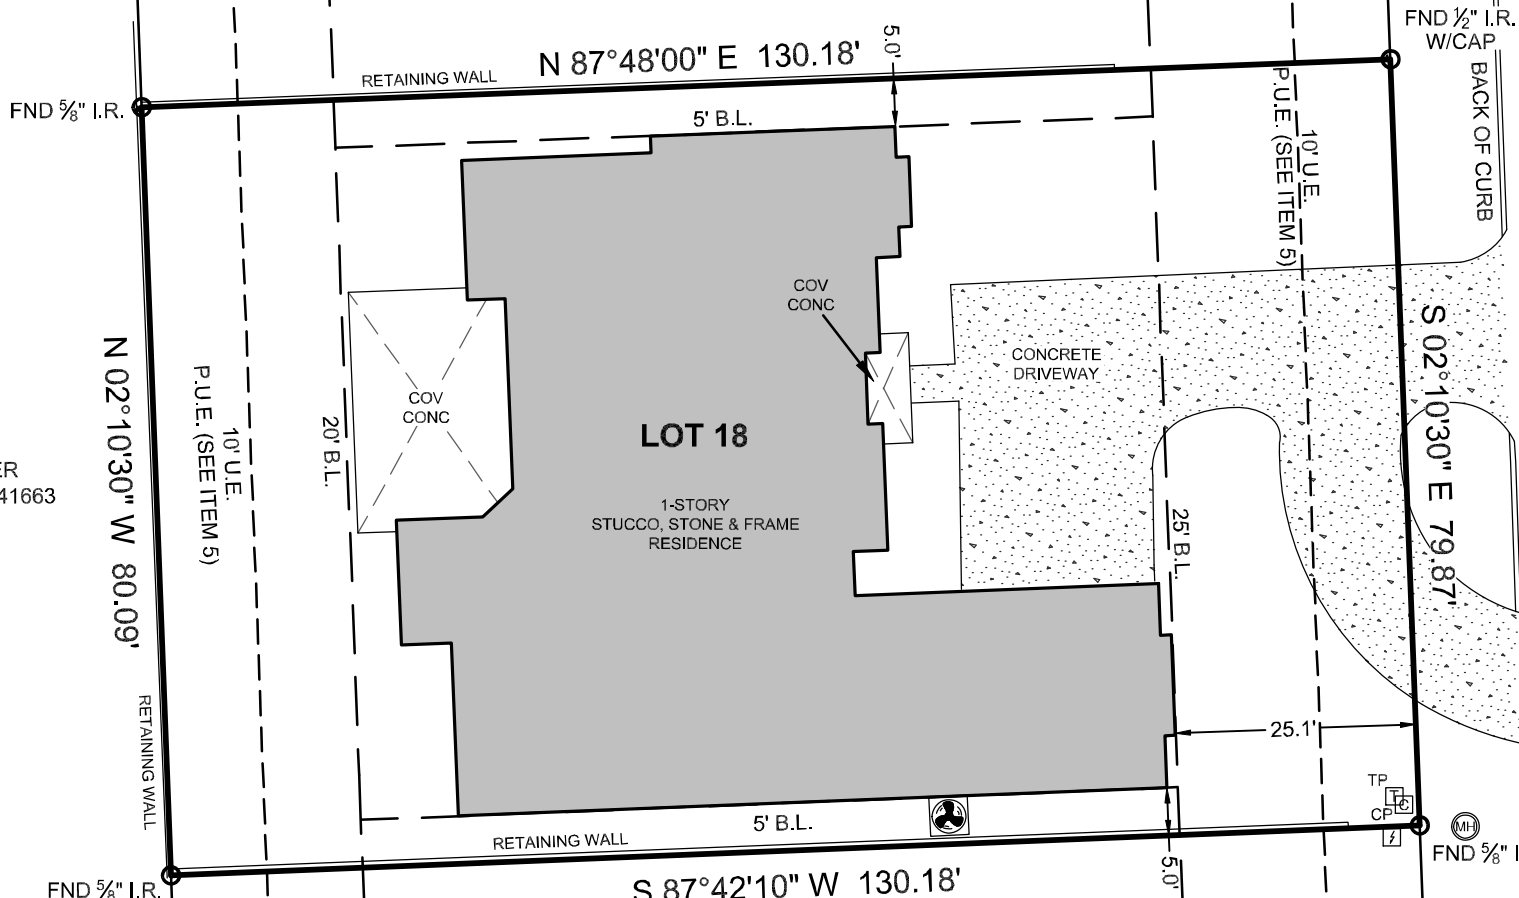 FND ½" I.R.
W/CAP
N 87°48'00" E 130.18'
5.0'
RETAINING WALL
FND ⅝" I.R.
5' B.L.
BACK OF CURB
10' U.E.
P.U.E. (SEE ITEM 5)
COV
CONC
CONCRETE
DRIVEWAY
S 02°10'30" E 79.87'
N 02°10'30" W 80.09'
10' U.E.
P.U.E. (SEE ITEM 5)
20' B.L.
COV
CONC
LOT 18
1-STORY
STUCCO, STONE & FRAME
RESIDENCE
ER
41663
25' B.L.
25.1'
RETAINING WALL
TP
T
C
CP
MH
5' B.L.
RETAINING WALL
FND ⅝" I
5.0'
FND ⅝" I.R.
S 87°42'10" W 130.18'